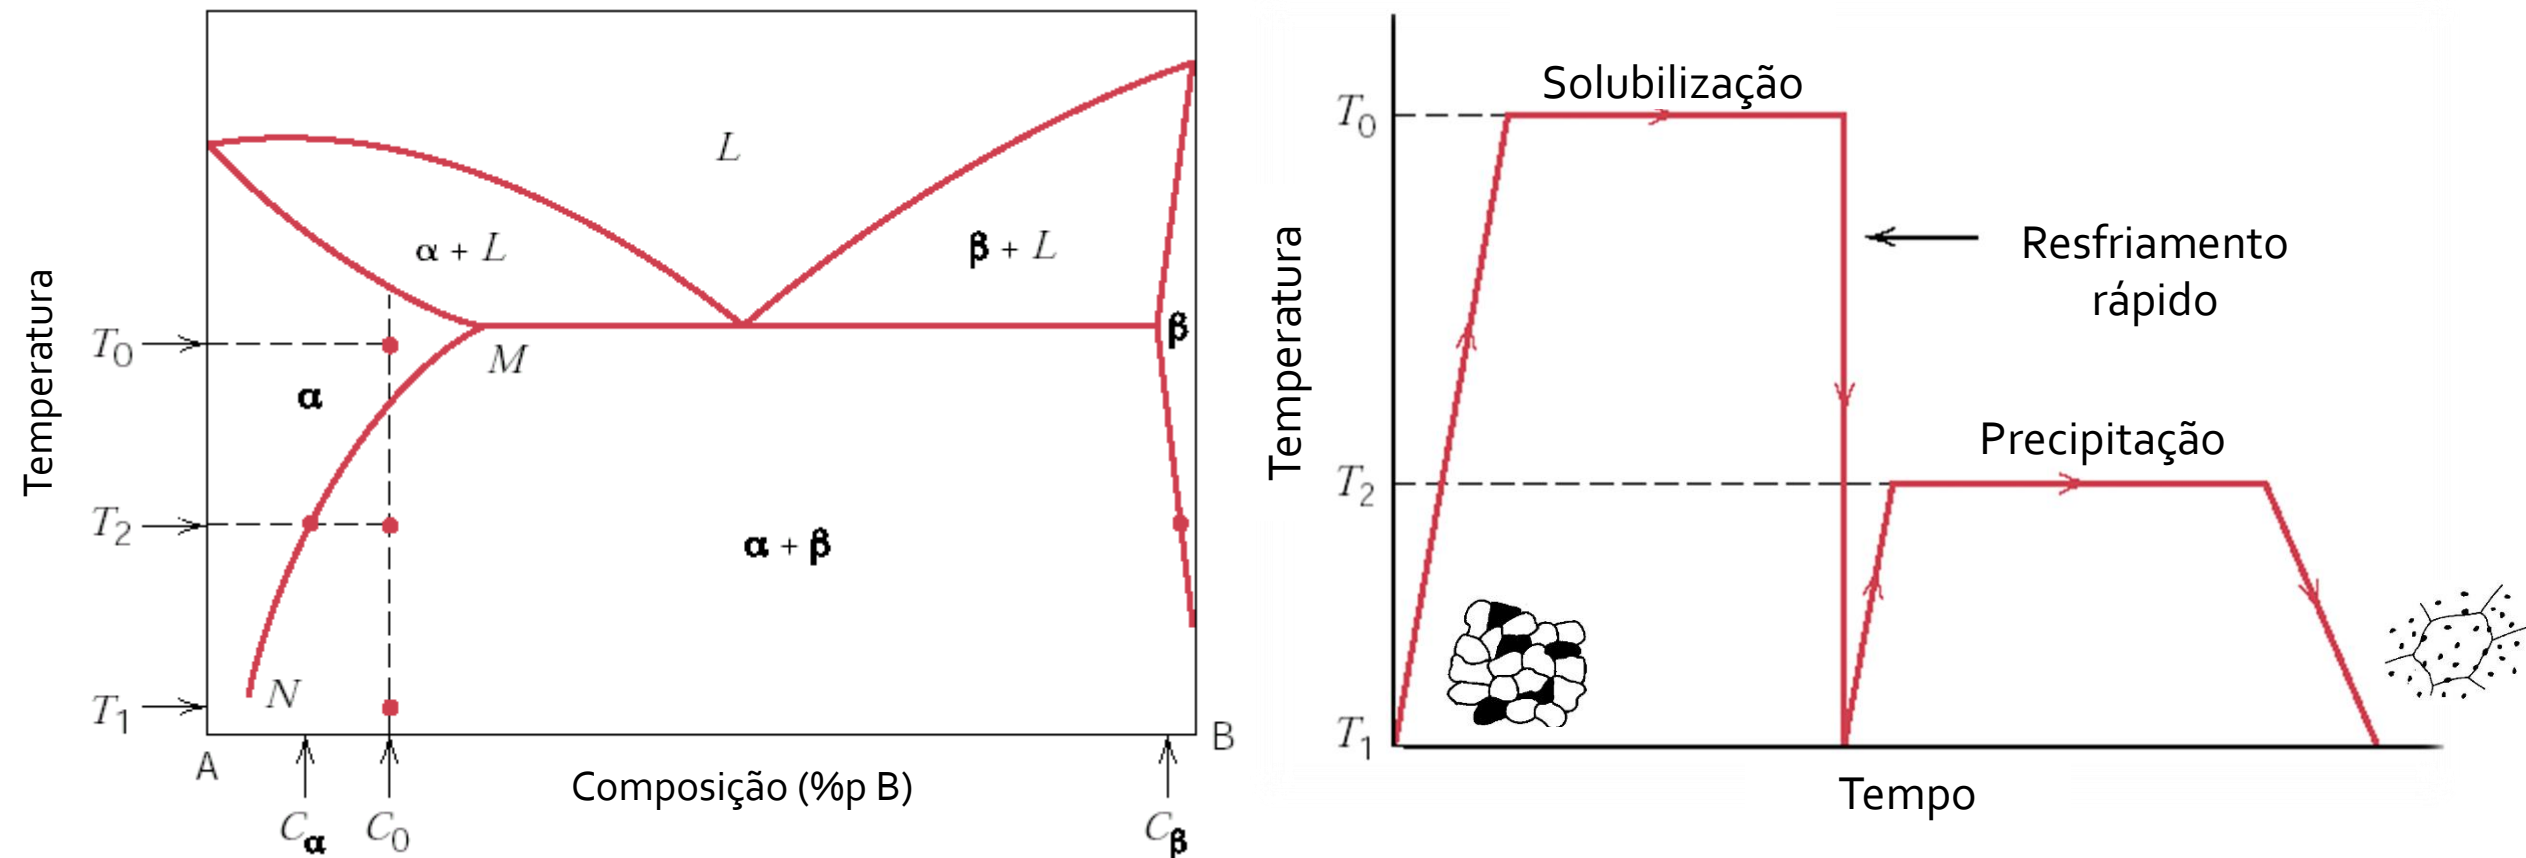 L
α + L
β + L
Temperatura
T0
M
β
α
T2
α + β
N
T1
A
B
Composição (%p B)
Cα
C0
Cβ
Solubilização
T0
Resfriamento
rápido
Temperatura
Precipitação
T2
T1
Tempo